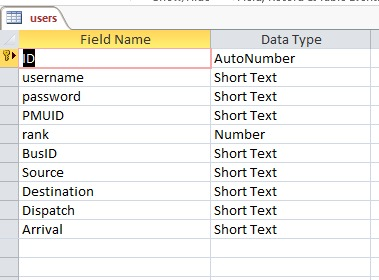 users
Field Name Data Type
ID AutoNumber
username Short Text
password Short Text
PMUID Short Text
rank Number
BusID Short Text
Source Short Text
Destination Short Text
Dispatch Short Text
Arrival Short Text